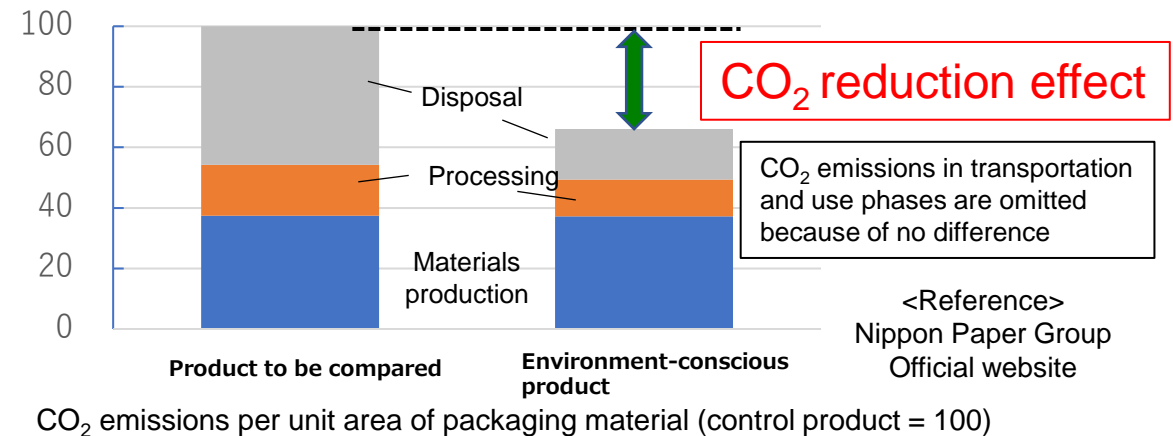 100
80
60
40
20
0
Disposal
Processing
Materials
production
CO₂ reduction effect
CO₂ emissions in transportation
and use phases are omitted
because of no difference
<Reference>
Nippon Paper Group
Official website
Product to be compared
Environment-conscious
product
CO₂ emissions per unit area of packaging material (control product = 100)